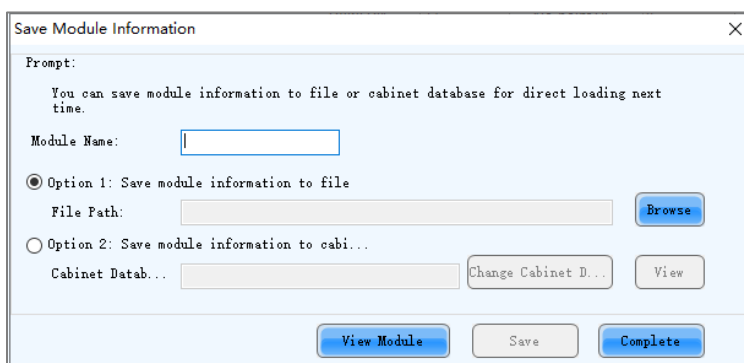 Save Module Information
Prompt:
You can save module information to file or cabinet database for direct loading next
time.
Module Name:
Option 1: Save module information to file
File Path:
Browse
Option 2: Save module information to cabi...
Cabinet Datab...
Change Cabinet D...
View
View Module
Save
Complete